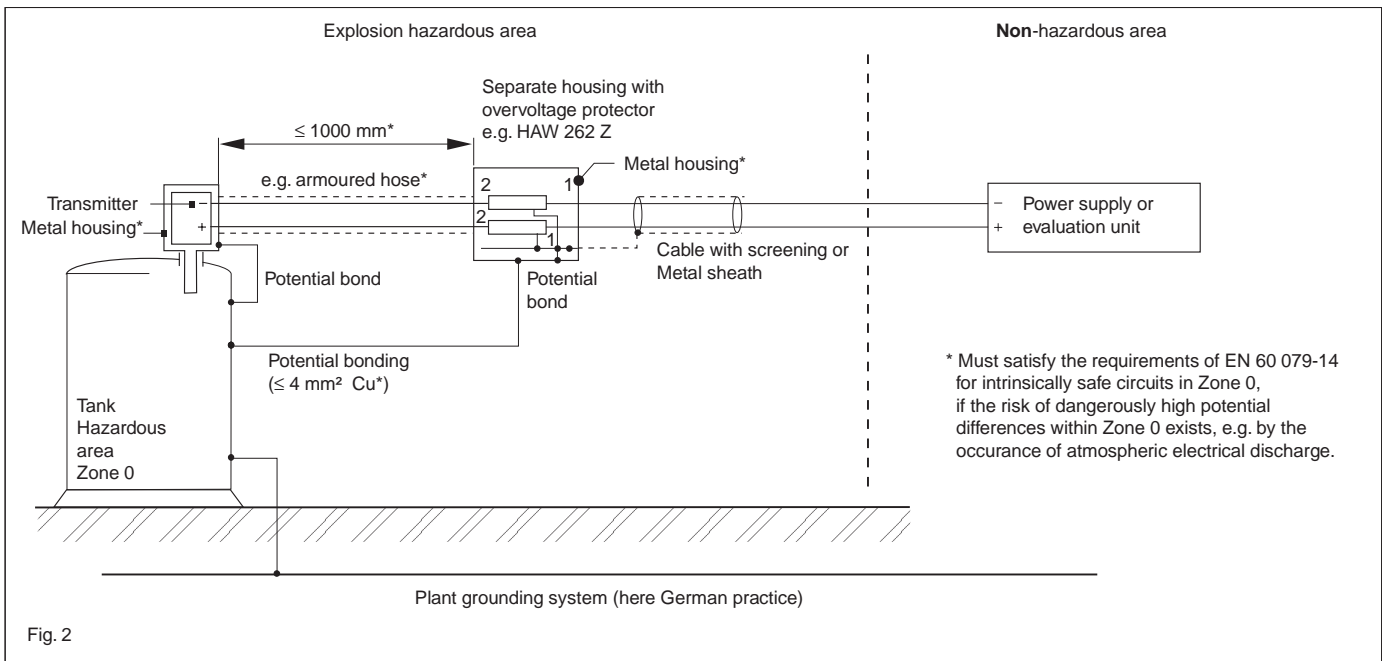 Explosion hazardous area
Non-hazardous area
Separate housing with
overvoltage protector
e.g. HAW 262 Z
≤ 1000 mm*
Metal housing*
e.g. armoured hose*
2
1
Transmitter
Metal housing*
−
+
2
1
Cable with screening or
Metal sheath
−
+
Power supply or
evaluation unit
Potential bond
Potential
bond
Potential bonding
(≤ 4 mm² Cu*)
Tank
Hazardous
area
Zone 0
* Must satisfy the requirements of EN 60 079-14
for intrinsically safe circuits in Zone 0,
if the risk of dangerously high potential
differences within Zone 0 exists, e.g. by the
occurance of atmospheric electrical discharge.
Plant grounding system (here German practice)
Fig. 2